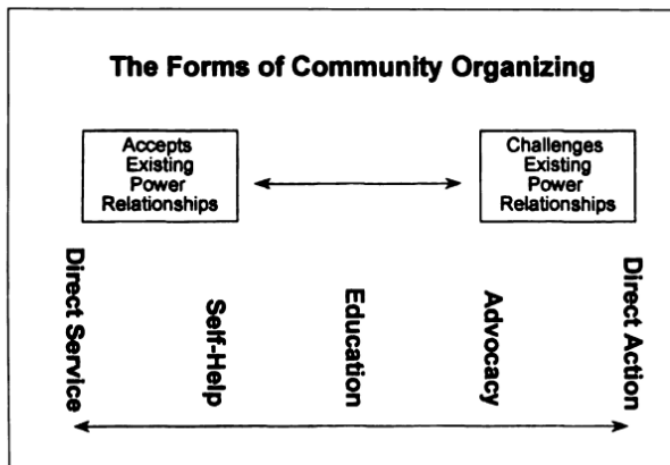 The Forms of Community Organizing
Accepts
Existing
Power
Relationships
Challenges
Existing
Power
Relationships
Direct Service
Self-Help
Education
Advocacy
Direct Action